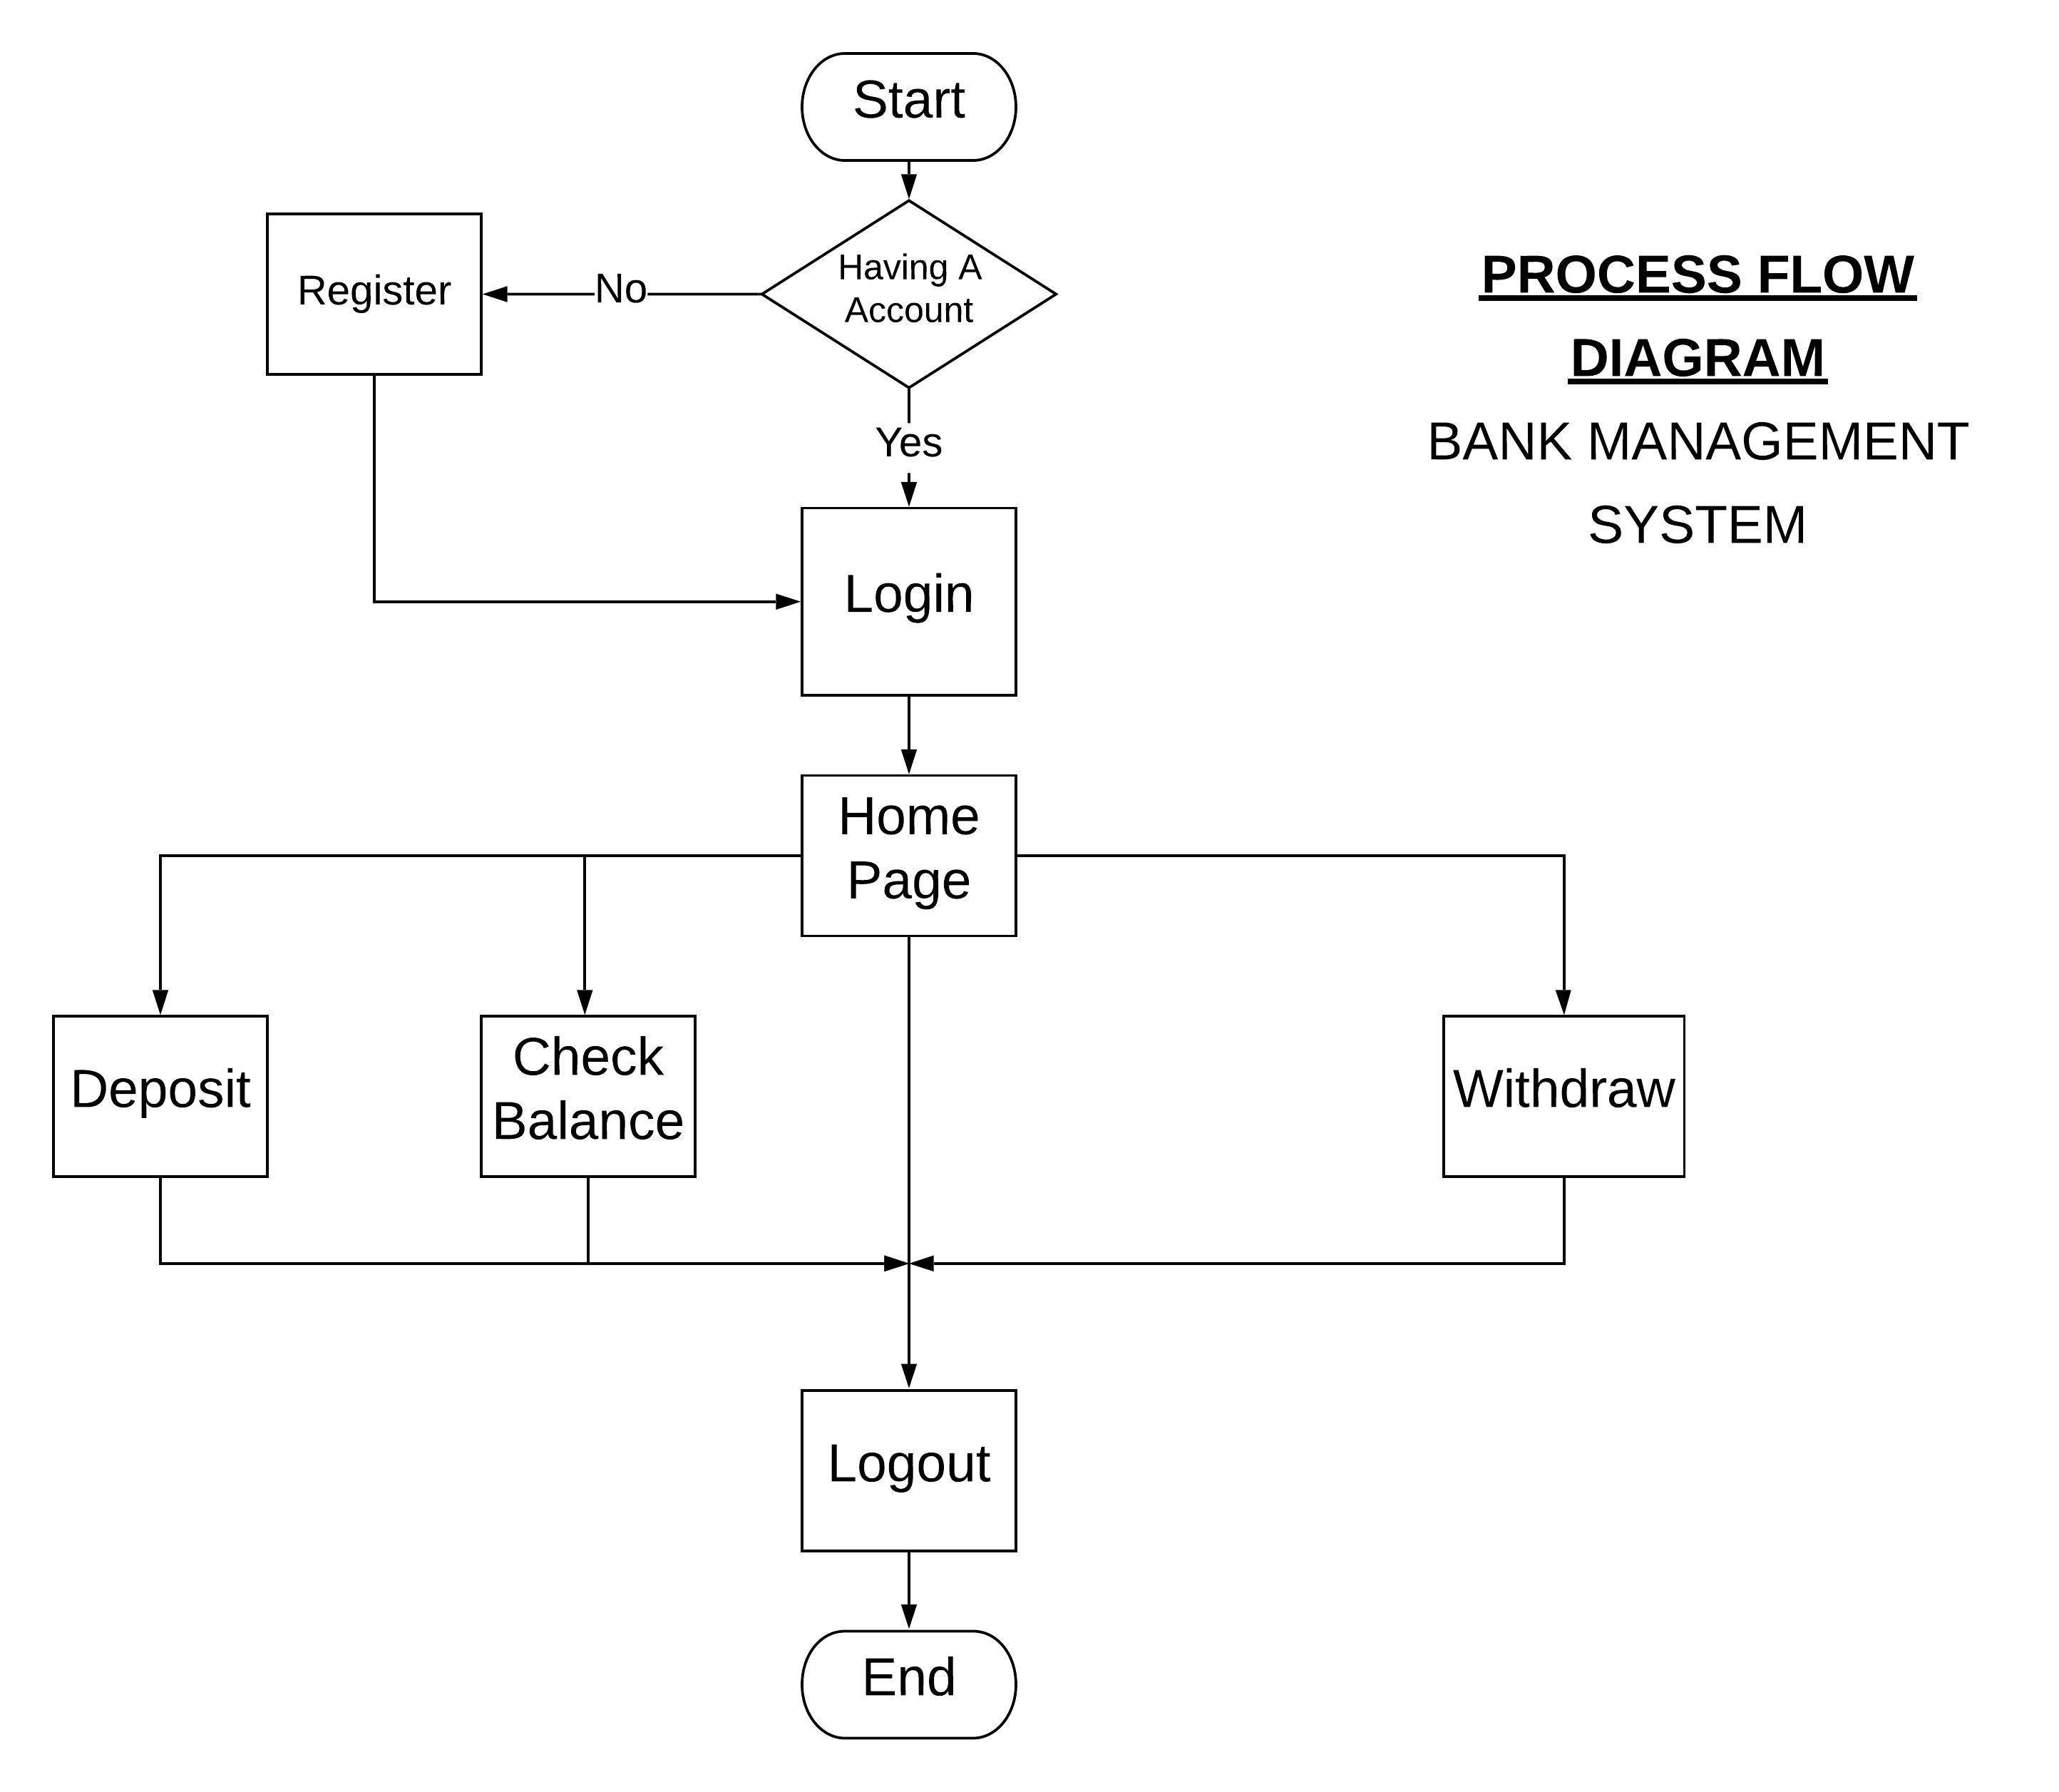 Start
Having A
Account
No
Register
Yes
PROCESS FLOW
DIAGRAM
BANK MANAGEMENT
SYSTEM
Login
Home
Page
Deposit
Check
Balance
Withdraw
Logout
End